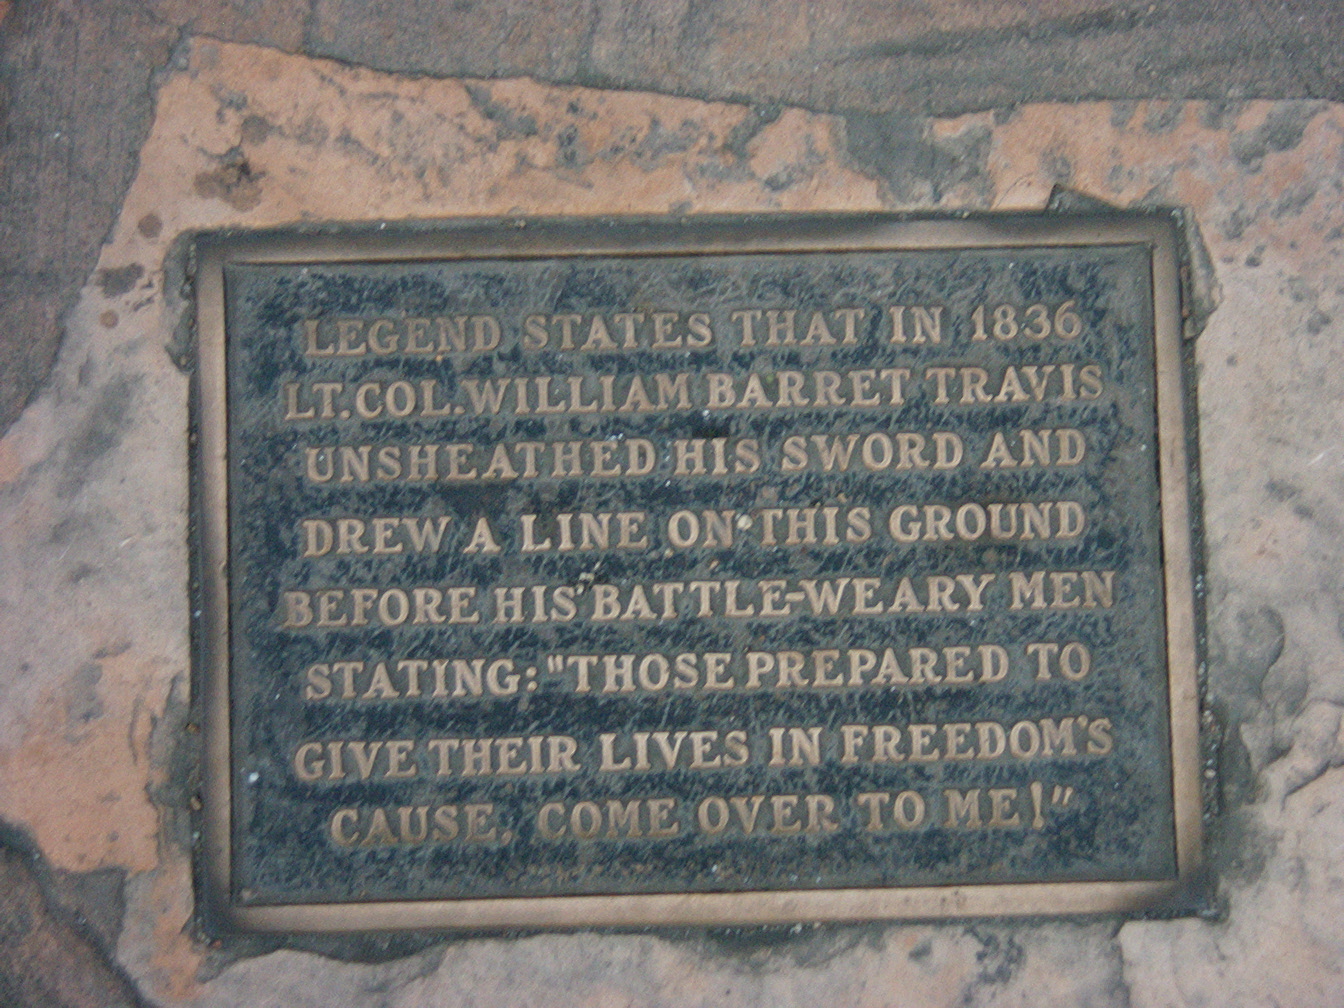 LEGEND STATES THAT IN 1836
LT. COL. WILLIAM BARRET TRAVIS
UNSHEATHED HIS SWORD AND
DREW A LINE ON THIS GROUND
BEFORE HIS BATTLE-WEARY MEN
STATING: "THOSE PREPARED TO
GIVE THEIR LIVES IN FREEDOM'S
CAUSE, COME OVER TO ME!"